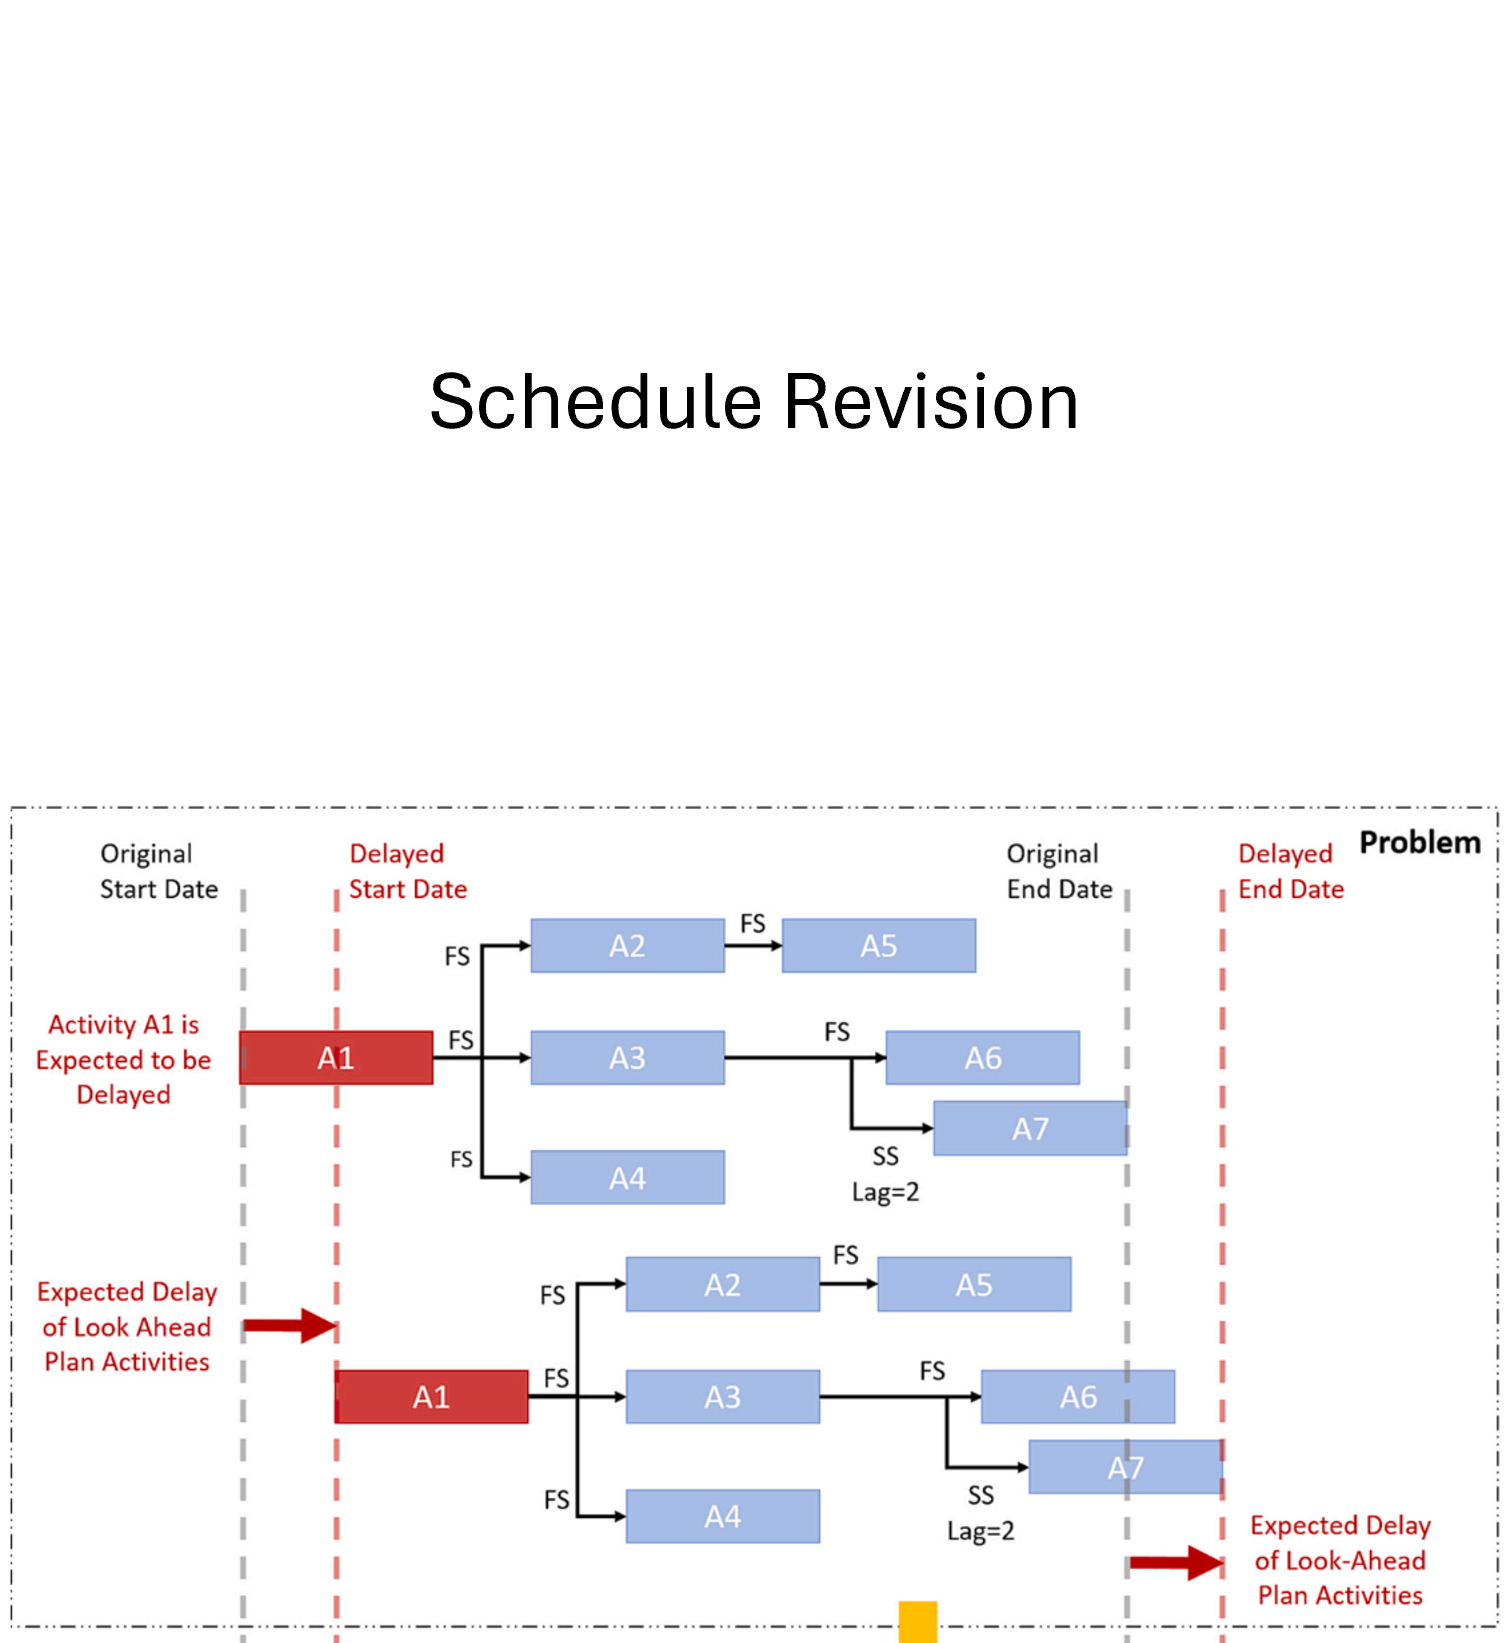 Schedule Revision
Original
Start Date
Delayed
Start Date
Original
End Date
Delayed
End Date
Problem
FS
A2
FS
A5
Activity A1 is
Expected to be
Delayed
A1
FS
A3
FS
A6
A7
SS
Lag=2
FS
A4
Expected Delay
of Look Ahead
Plan Activities
FS
A2
FS
A5
A1
FS
A3
FS
A6
A7
SS
Lag=2
FS
A4
Expected Delay
of Look-Ahead
Plan Activities